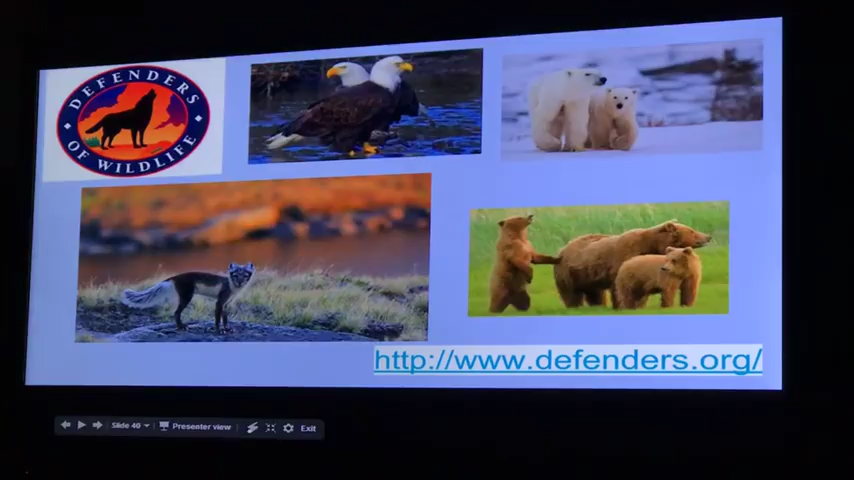 DEFENDERS
OF WILDLIFE
http://www.defenders.org/
Slide 40
Presenter view
Exit